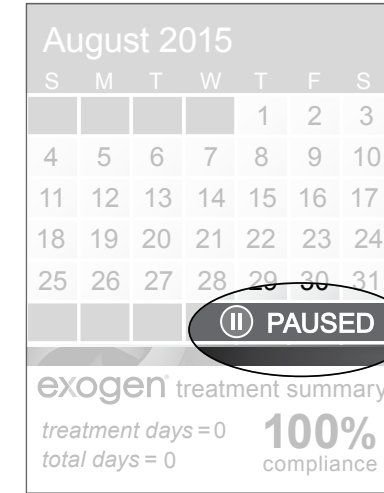 August 2015
S M T W T F S
1 2 3
4 5 6 7 8 9 10
11 12 13 14 15 16 17
18 19 20 21 22 23 24
25 26 27 28 29 30 31
PAUSED
exogen® treatment summary
treatment days = 0
total days = 0
100%
compliance